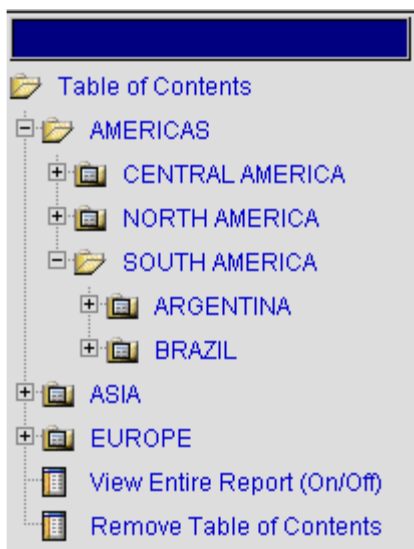 Table of Contents
AMERICAS
CENTRAL AMERICA
NORTH AMERICA
SOUTH AMERICA
ARGENTINA
BRAZIL
ASIA
EUROPE
View Entire Report (On/Off)
Remove Table of Contents